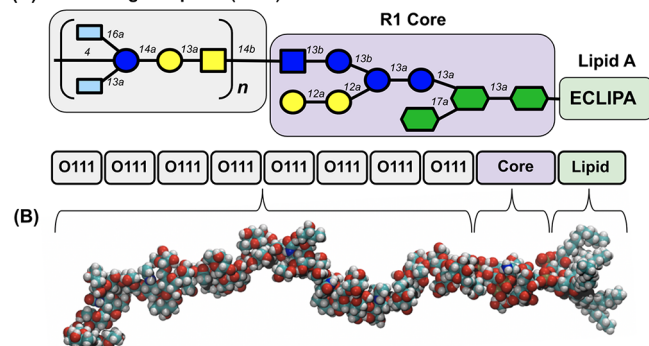 R1 Core
Lipid A
16a
4
14a
13a
14b
13a
n
13b
13b
13a
13a
12a
12a
17a
13a
ECLIPA
O111 O111 O111 O111 O111 O111 O111 O111 Core Lipid
(B)